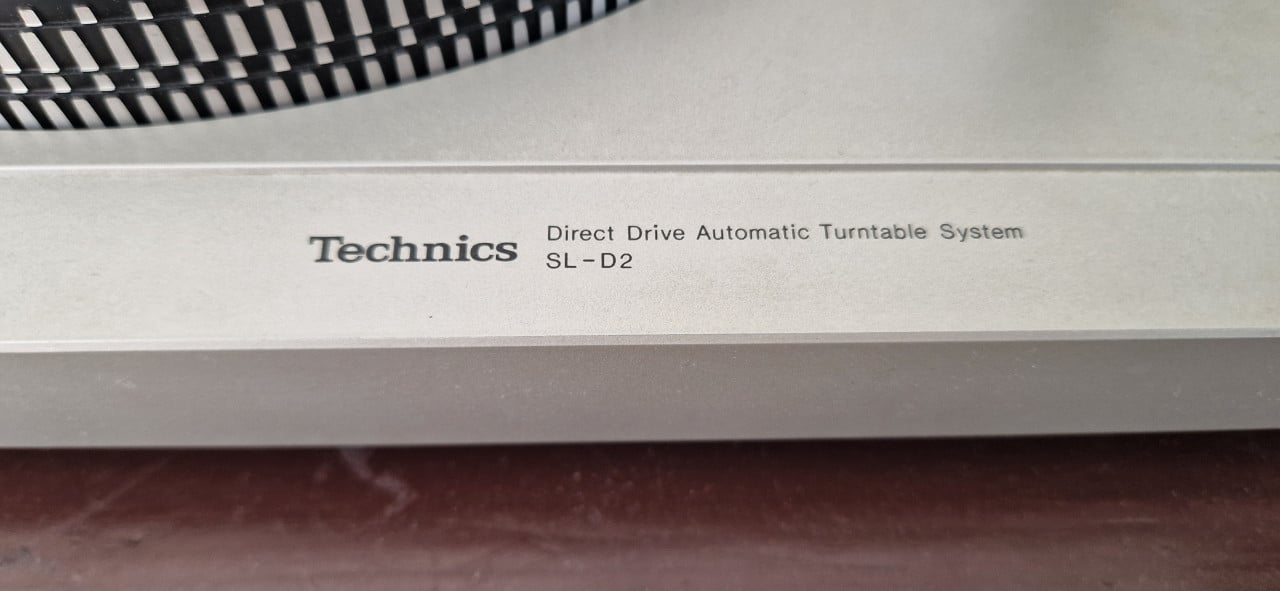 Technics
Direct Drive Automatic Turntable System
SL-D2